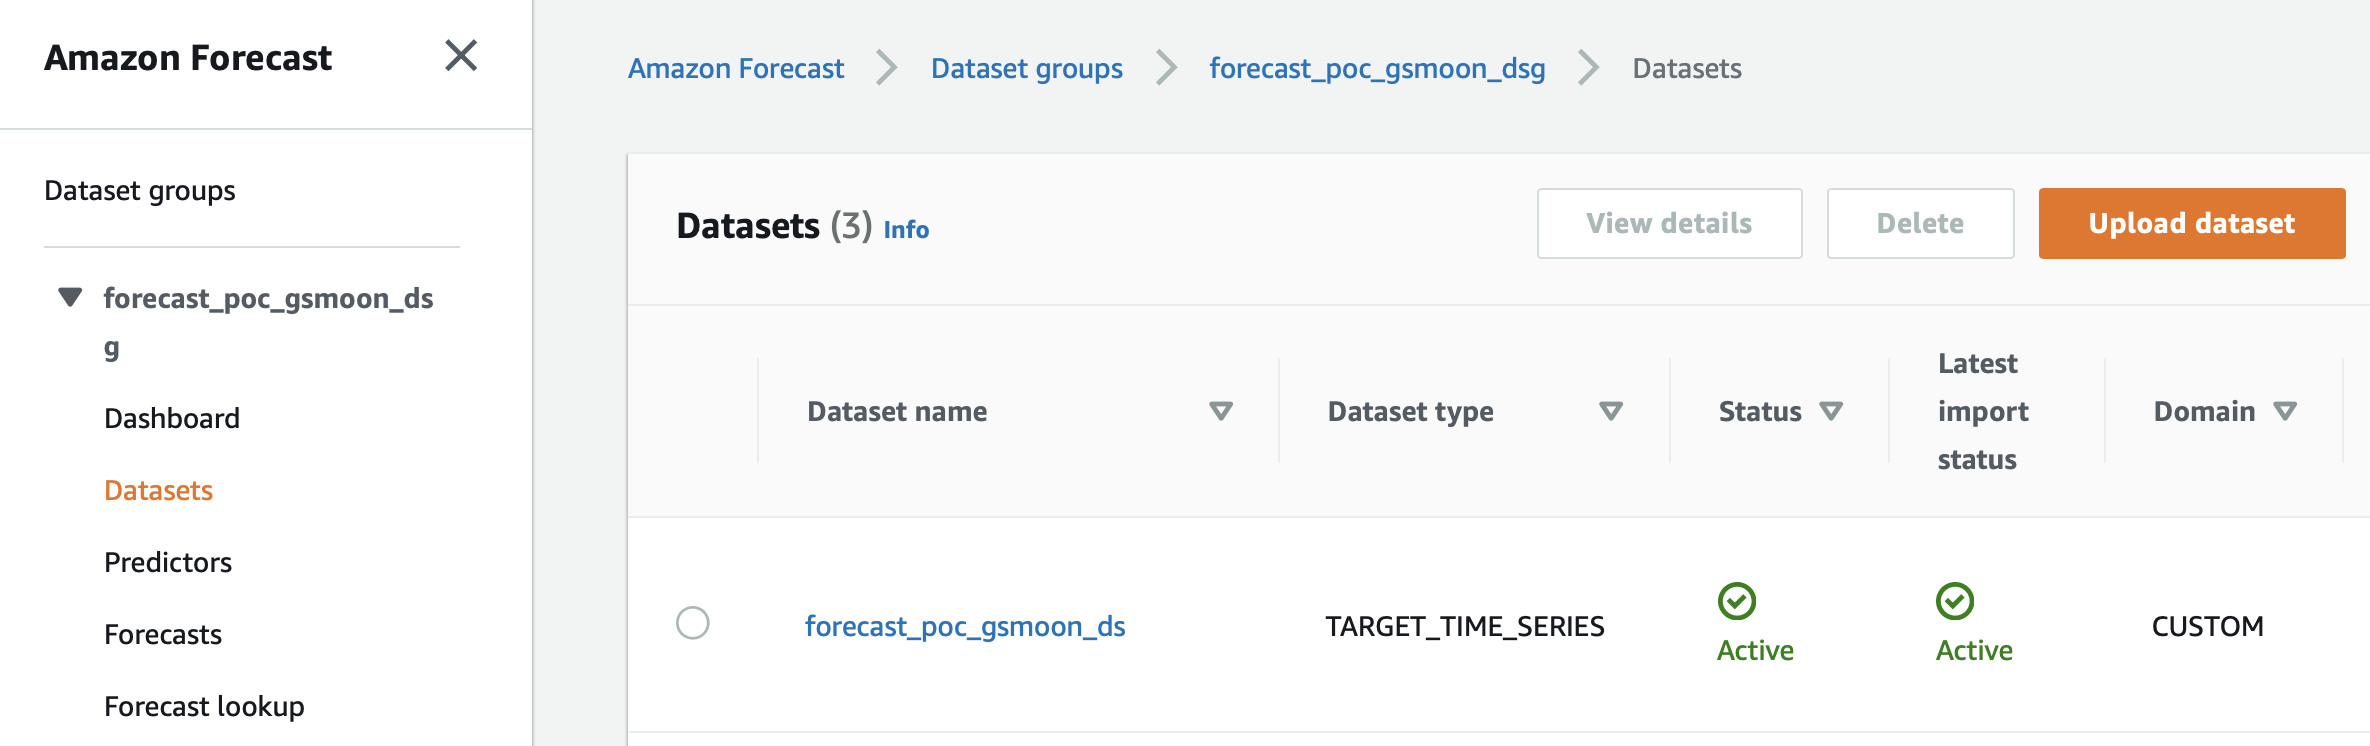 Amazon Forecast
Dataset groups
forecast_poc_gsmoon_ds
g
Dashboard
Datasets
Predictors
Forecasts
Forecast lookup
Amazon Forecast Dataset groups forecast_poc_gsmoon_dsg Datasets
Datasets (3) Info View details Delete Upload dataset
Dataset name Dataset type Status Latest import status Domain
forecast_poc_gsmoon_ds TARGET_TIME_SERIES Active Active CUSTOM